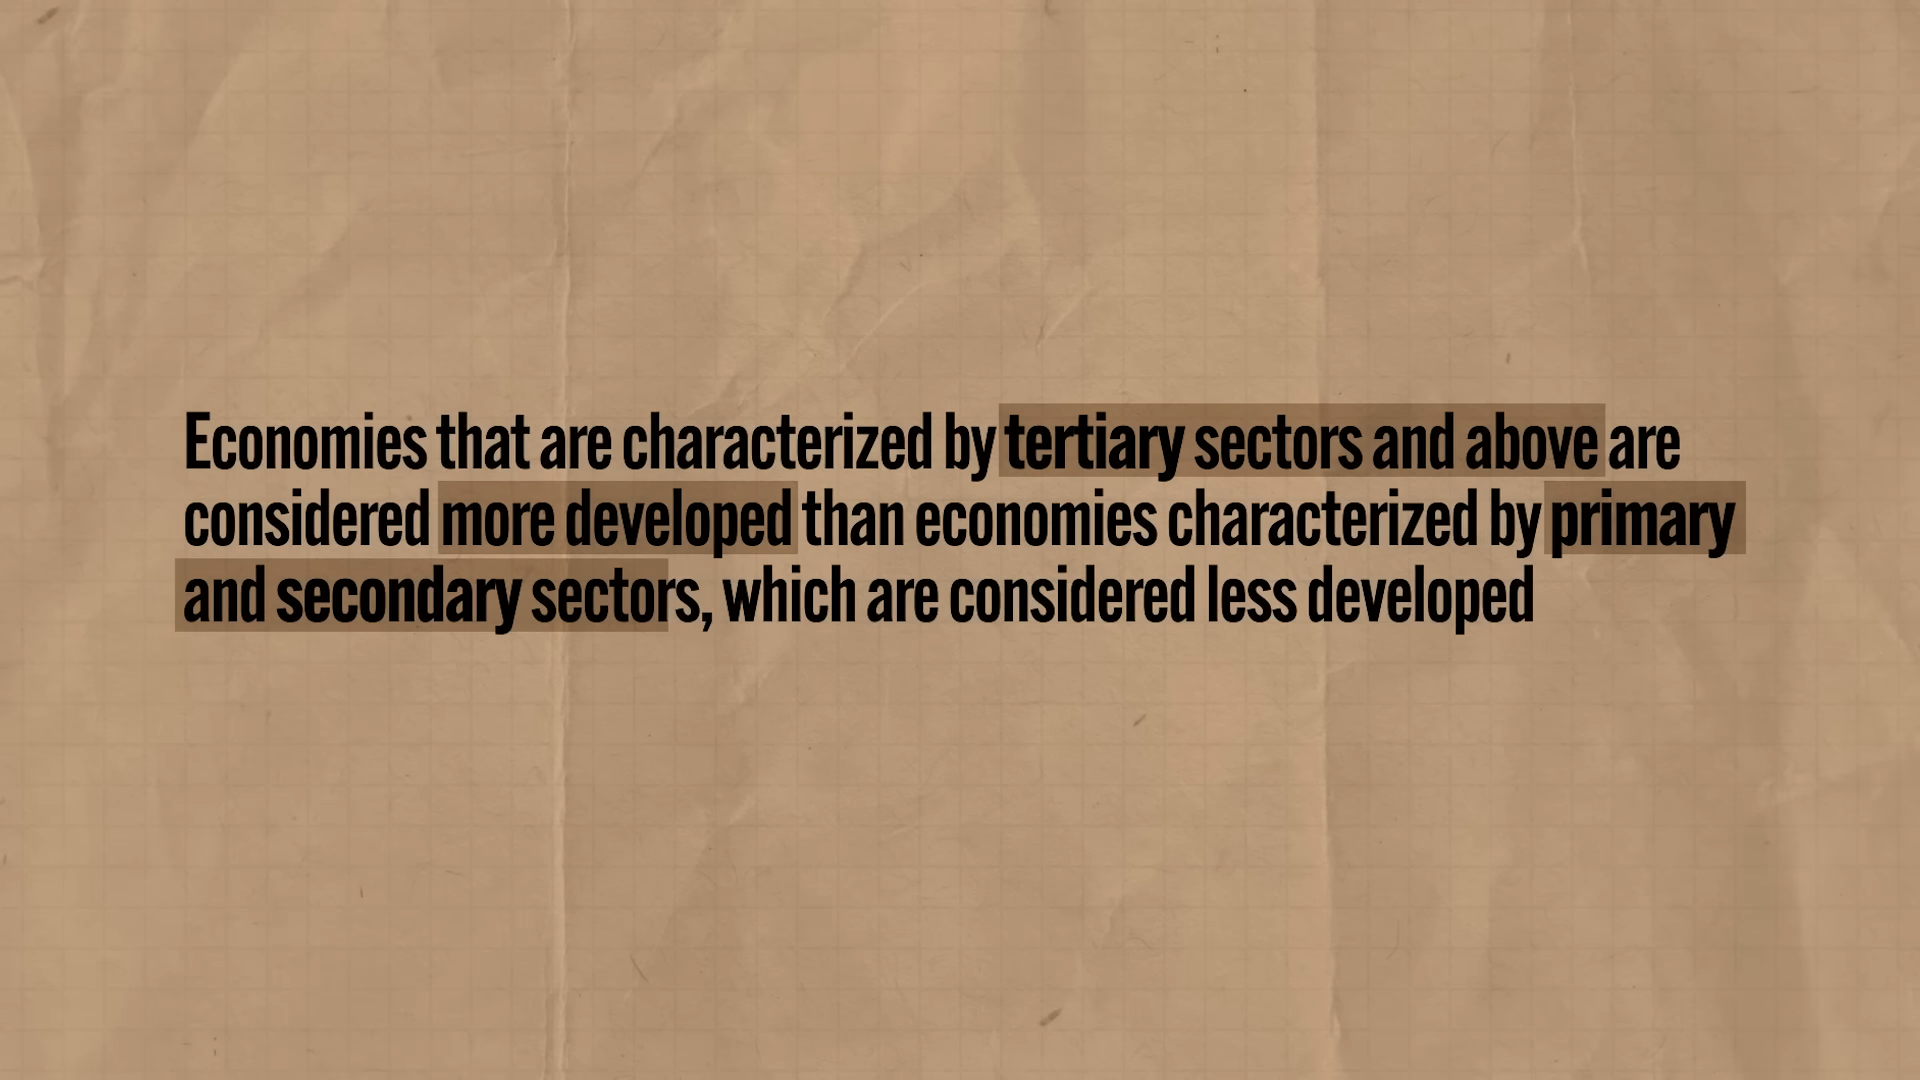 Economies that are characterized by tertiary sectors and above are
considered more developed than economies characterized by primary
and secondary sectors, which are considered less developed